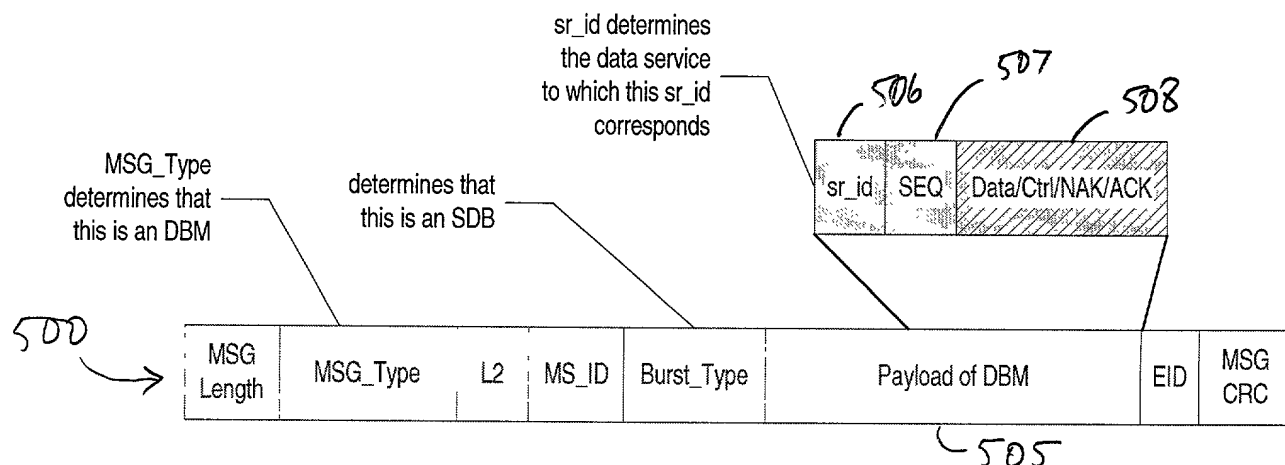 sr_id determines
the data service
to which this sr_id
corresponds
506
507
508
sr_id SEQ Data/Ctrl/NAK/ACK
MSG_Type
determines that
this is an DBM
determines that
this is an SDB
500
MSG
Length
MSG_Type
L2
MS_ID
Burst_Type
Payload of DBM
EID
MSG
CRC
505